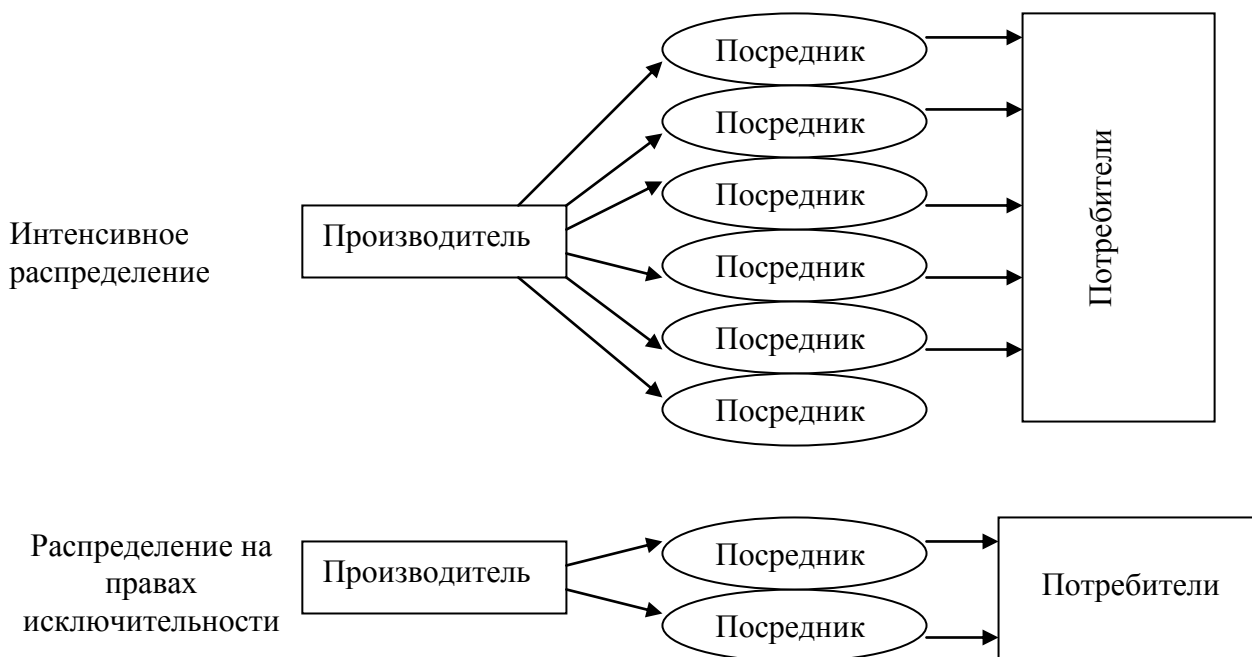 Посредник
Посредник
Посредник
Интенсивное
распределение
Производитель
Посредник
Посредник
Посредник
Потребители
Распределение на
правах
исключительности
Производитель
Посредник
Посредник
Потребители